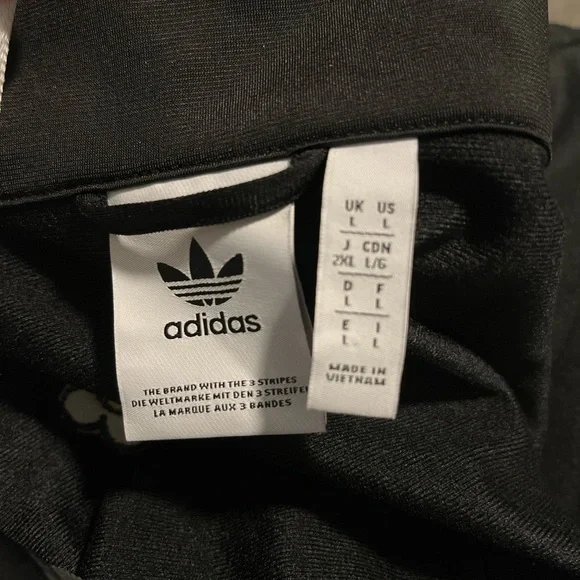 adidas
THE BRAND WITH THE 3 STRIPES
DIE WELTMARKE MIT DEN 3 STREIFEN
LA MARQUE AUX 3 BANDES
UK US
L L
J CDN
2XL L/G
D F
L L
E I
L L
MADE IN
VIETNAM